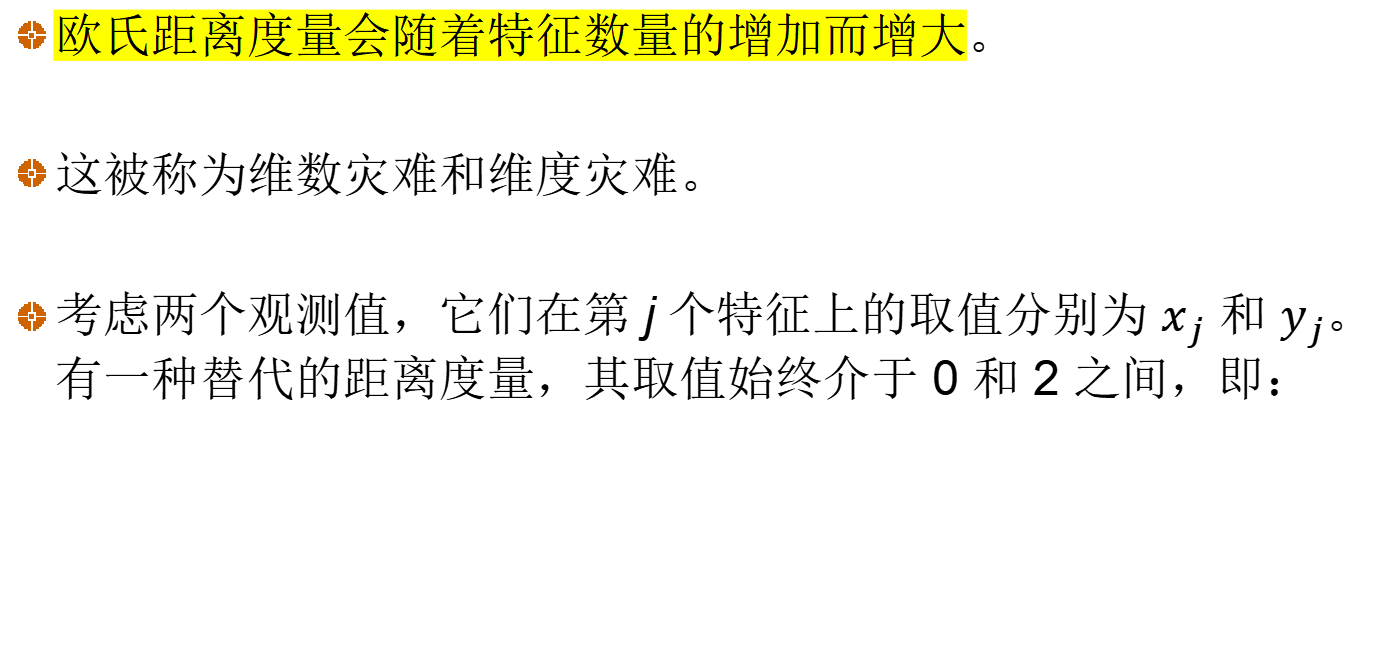 欧氏距离度量会随着特征数量的增加而增大。
这被称为维数灾难和维度灾难。
考虑两个观测值，它们在第 j 个特征上的取值分别为 x_j 和 y_j。
有一种替代的距离度量，其取值始终介于 0 和 2 之间，即：